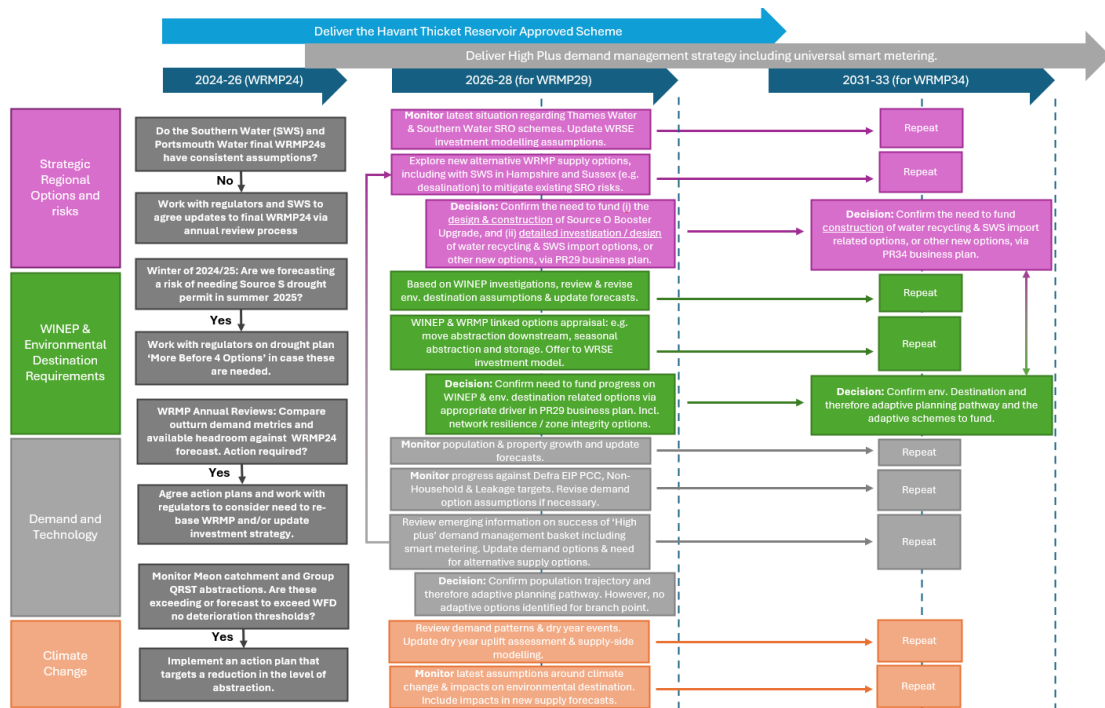 Deliver the Havant Thicket Reservoir Approved Scheme
Deliver High Plus demand management strategy including universal smart metering.
2024-26 (WRMP24)
2026-28 (for WRMP29)
2031-33 (for WRMP34)
Strategic
Regional
Options and
risks
Do the Southern Water (SWS) and
Portsmouth Water final WRMP24s
have consistent assumptions?
No
Work with regulators and SWS to
agree updates to final WRMP24 via
annual review process
Monitor latest situation regarding Thames Water
& Southern Water SRO schemes. Update WRSE
investment modelling assumptions.
Repeat
Explore new alternative WRMP supply options,
including with SWS in Hampshire and Sussex (e.g.
desalination) to mitigate existing SRO risks.
Repeat
Decision: Confirm the need to fund (i) the
design & construction of Source O Booster
Upgrade, and (ii) detailed investigation / design
of water recycling & SWS import options, or
other new options, via PR29 business plan.
Decision: Confirm the need to fund
construction of water recycling & SWS import
related options, or other new options, via
PR34 business plan.
WINEP &
Environmental
Destination
Requirements
Winter of 2024/25: Are we forecasting
a risk of needing Source S drought
permit in summer 2025?
Yes
Work with regulators on drought plan
‘More Before 4 Options’ in case these
are needed.
Based on WINEP investigations, review & revise
env. destination assumptions & update forecasts.
Repeat
WINEP & WRMP linked options appraisal: e.g.
move abstraction downstream, seasonal
abstraction and storage. Offer to WRSE
investment model.
Repeat
Decision: Confirm need to fund progress on
WINEP & env. destination related options via
appropriate driver in PR29 business plan. Incl.
network resilience / zone integrity options.
Decision: Confirm env. Destination and
therefore adaptive planning pathway and the
adaptive schemes to fund.
Demand and
Technology
WRMP Annual Reviews: Compare
outturn demand metrics and
available headroom against WRMP24
forecast. Action required?
Yes
Agree action plans and work with
regulators to consider need to re-
base WRMP and/or update
investment strategy.
Monitor population & property growth and update
forecasts.
Repeat
Monitor progress against Defra EIP PCC, Non-
Household & Leakage targets. Revise demand
option assumptions if necessary.
Repeat
Review emerging information on success of ‘High
plus’ demand management basket including
smart metering. Update demand options & need
for alternative supply options.
Repeat
Decision: Confirm population trajectory and
therefore adaptive planning pathway. However, no
adaptive options identified for branch point.
Monitor Meon catchment and Group
QRST abstractions. Are these
exceeding or forecast to exceed WFD
no deterioration thresholds?
Yes
Implement an action plan that
targets a reduction in the level of
abstraction.
Climate
Change
Review demand patterns & dry year events.
Update dry year uplift assessment & supply-side
modelling.
Repeat
Monitor latest assumptions around climate
change & impacts on environmental destination.
Include impacts in new supply forecasts.
Repeat